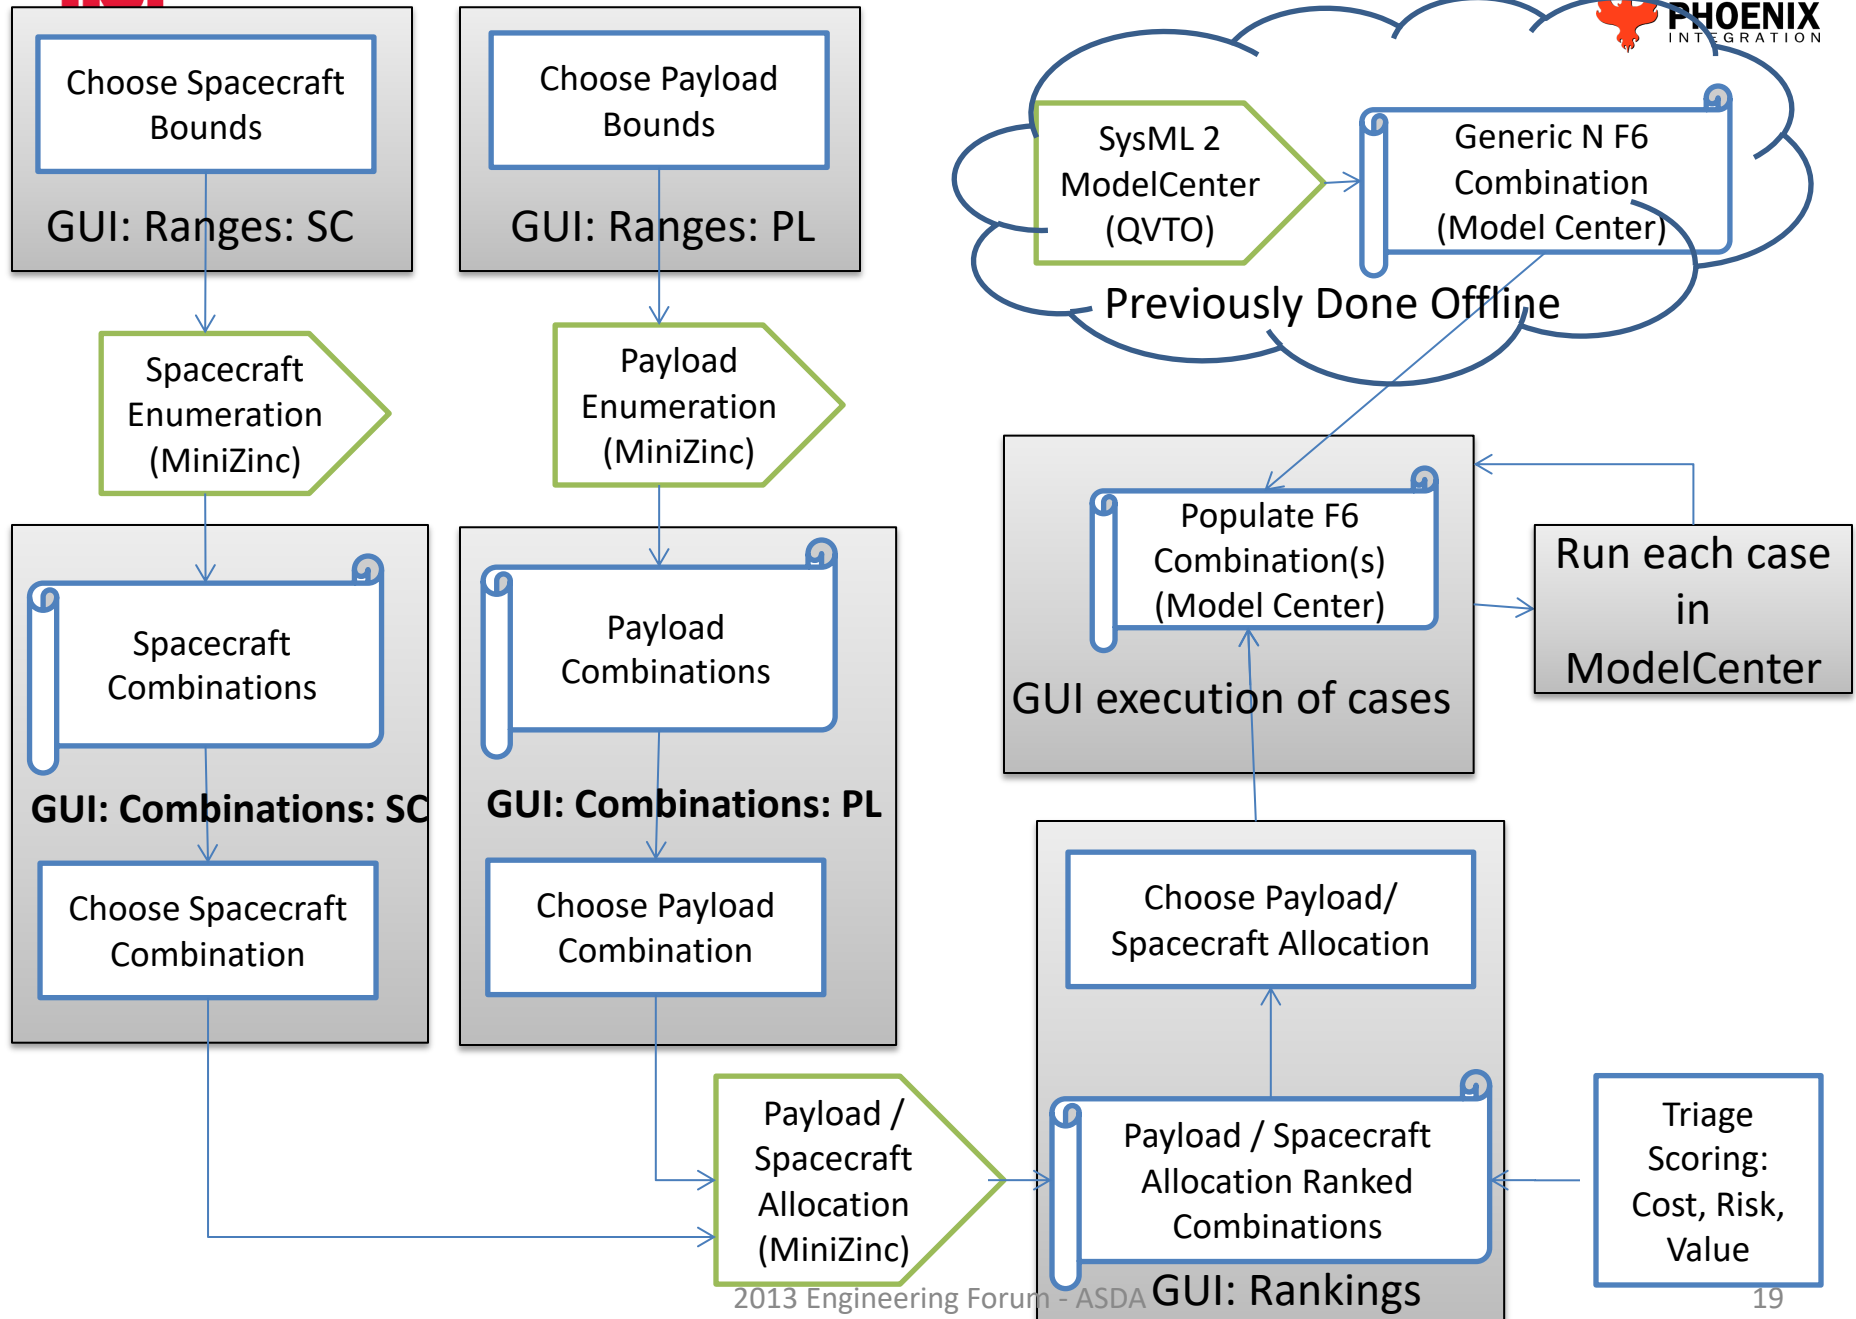 PHOENIX
INTEGRATION
Choose Spacecraft
Bounds
GUI: Ranges: SC
Choose Payload
Bounds
GUI: Ranges: PL
SysML 2
ModelCenter
(QVTO)
Generic N F6
Combination
(Model Center)
Previously Done Offline
Spacecraft
Enumeration
(MiniZinc)
Payload
Enumeration
(MiniZinc)
Populate F6
Combination(s)
(Model Center)
GUI execution of cases
Run each case
in
ModelCenter
Spacecraft
Combinations
GUI: Combinations: SC
Choose Spacecraft
Combination
Payload
Combinations
GUI: Combinations: PL
Choose Payload
Combination
Choose Payload/
Spacecraft Allocation
Payload /
Spacecraft
Allocation
(MiniZinc)
Payload / Spacecraft
Allocation Ranked
Combinations
GUI: Rankings
Triage
Scoring:
Cost, Risk,
Value
2013 Engineering Forum - ASDA
19